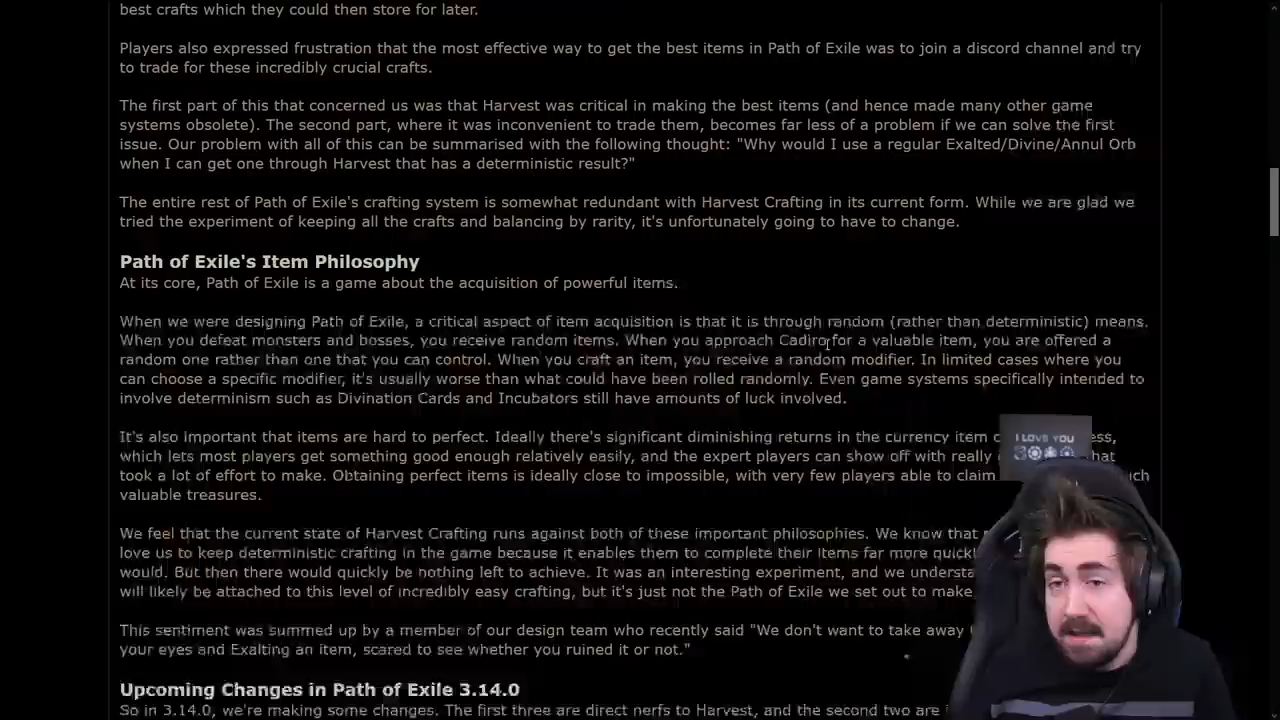 best crafts which they could then store for later.
Players also expressed frustration that the most effective way to get the best items in Path of Exile was to join a discord channel and try
to trade for these incredibly crucial crafts.
The first part of this that concerned us was that Harvest was critical in making the best items (and hence made many other game
systems obsolete). The second part, where it was inconvenient to trade them, becomes far less of a problem if we can solve the first
issue. Our problem with all of this can be summarised with the following thought: "Why would I use a regular Exalted/Divine/Annul Orb
when I can get one through Harvest that has a deterministic result?"
The entire rest of Path of Exile's crafting system is somewhat redundant with Harvest Crafting in its current form. While we are glad we
tried the experiment of keeping all the crafts and balancing by rarity, it's unfortunately going to have to change.
Path of Exile's Item Philosophy
At its core, Path of Exile is a game about the acquisition of powerful items.
When we were designing Path of Exile, a critical aspect of item acquisition is that it is through random (rather than deterministic) means.
When you defeat monsters and bosses, you receive random items. When you approach Cadiro for a valuable item, you are offered a
random one rather than one that you can control. When you craft an item, you receive a random modifier. In limited cases where you
can choose a specific modifier, it's usually worse than what could have been rolled randomly. Even game systems specifically intended to
involve determinism such as Divination Cards and Incubators still have amounts of luck involved.
It's also important that items are hard to perfect. Ideally there's significant diminishing returns in the currency item
which lets most players get something good enough relatively easily, and the expert players can show off with really
took a lot of effort to make. Obtaining perfect items is ideally close to impossible, with very few players able to claim
valuable treasures.
I LOVE YOU
We feel that the current state of Harvest Crafting runs against both of these important philosophies. We know that
love us to keep deterministic crafting in the game because it enables them to complete their items far more
would. But then there would quickly be nothing left to achieve. It was an interesting experiment, and we
will likely be attached to this level of incredibly easy crafting, but it's just not the Path of Exile we set out to make
This sentiment was summed up by a member of our design team who recently said "We don't want to take away
your eyes and Exalting an item, scared to see whether you ruined it or not."
Upcoming Changes in Path of Exile 3.14.0
So in 3.14.0, we're making some changes. The first three are direct nerfs to Harvest, and the second two are